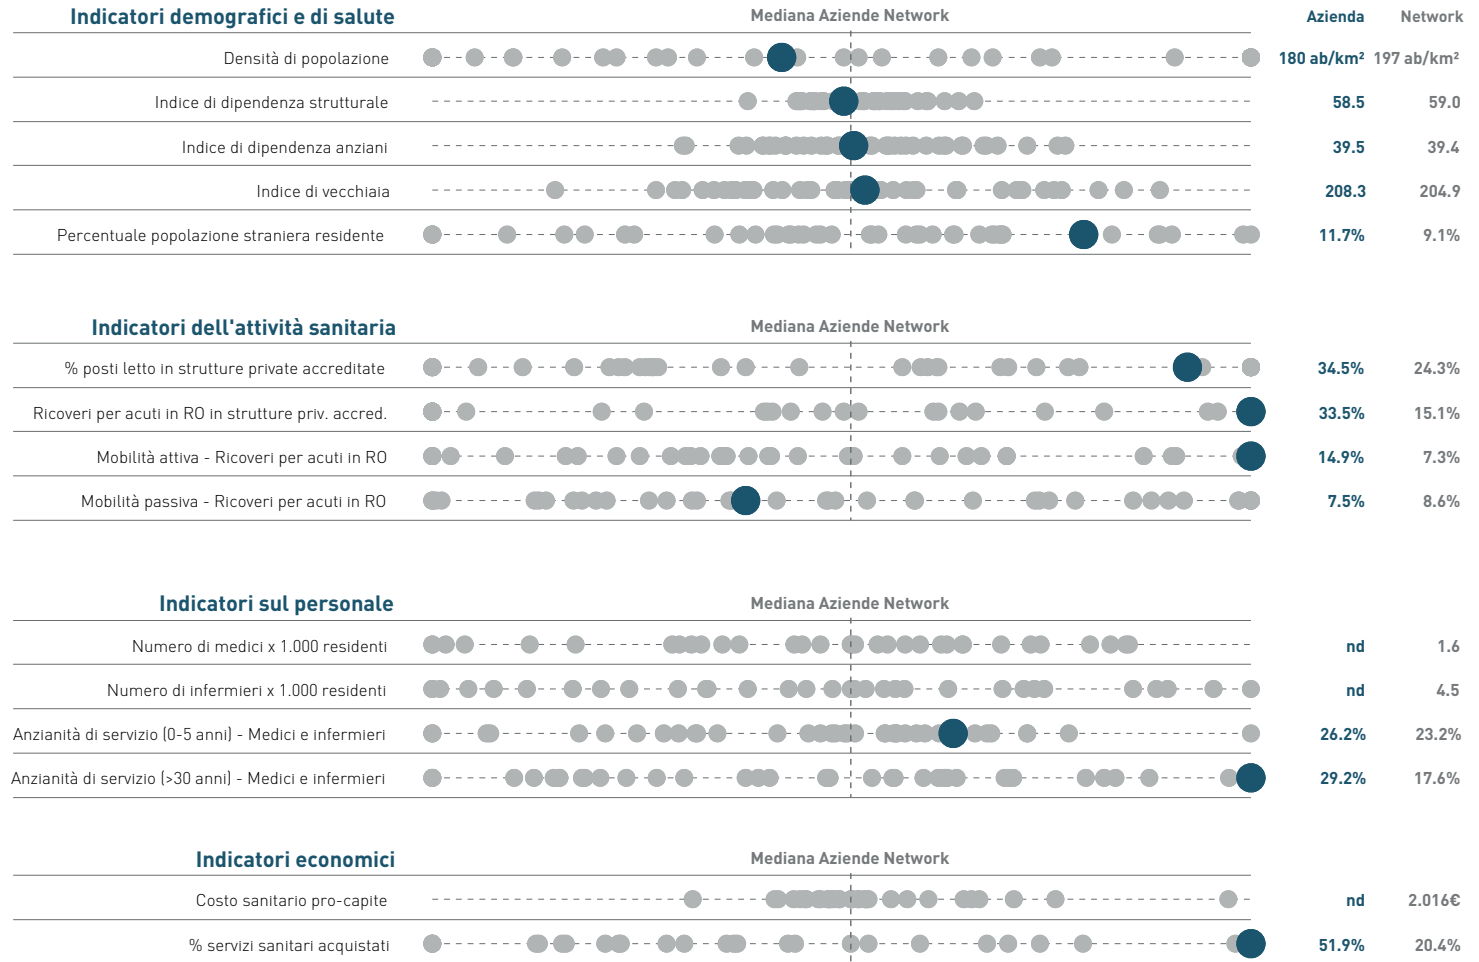 Indicatori demografici e di salute Mediana Aziende Network Azienda Network
Densità di popolazione 180 ab/km² 197 ab/km²
Indice di dipendenza strutturale 58.5 59.0
Indice di dipendenza anziani 39.5 39.4
Indice di vecchiaia 208.3 204.9
Percentuale popolazione straniera residente 11.7% 9.1%
Indicatori dell'attività sanitaria Mediana Aziende Network
% posti letto in strutture private accreditate 34.5% 24.3%
Ricoveri per acuti in RO in strutture priv. accred. 33.5% 15.1%
Mobilità attiva - Ricoveri per acuti in RO 14.9% 7.3%
Mobilità passiva - Ricoveri per acuti in RO 7.5% 8.6%
Indicatori sul personale Mediana Aziende Network
Numero di medici x 1.000 residenti nd 1.6
Numero di infermieri x 1.000 residenti nd 4.5
Anzianità di servizio (0-5 anni) - Medici e infermieri 26.2% 23.2%
Anzianità di servizio (>30 anni) - Medici e infermieri 29.2% 17.6%
Indicatori economici Mediana Aziende Network
Costo sanitario pro-capite nd 2.016€
% servizi sanitari acquistati 51.9% 20.4%